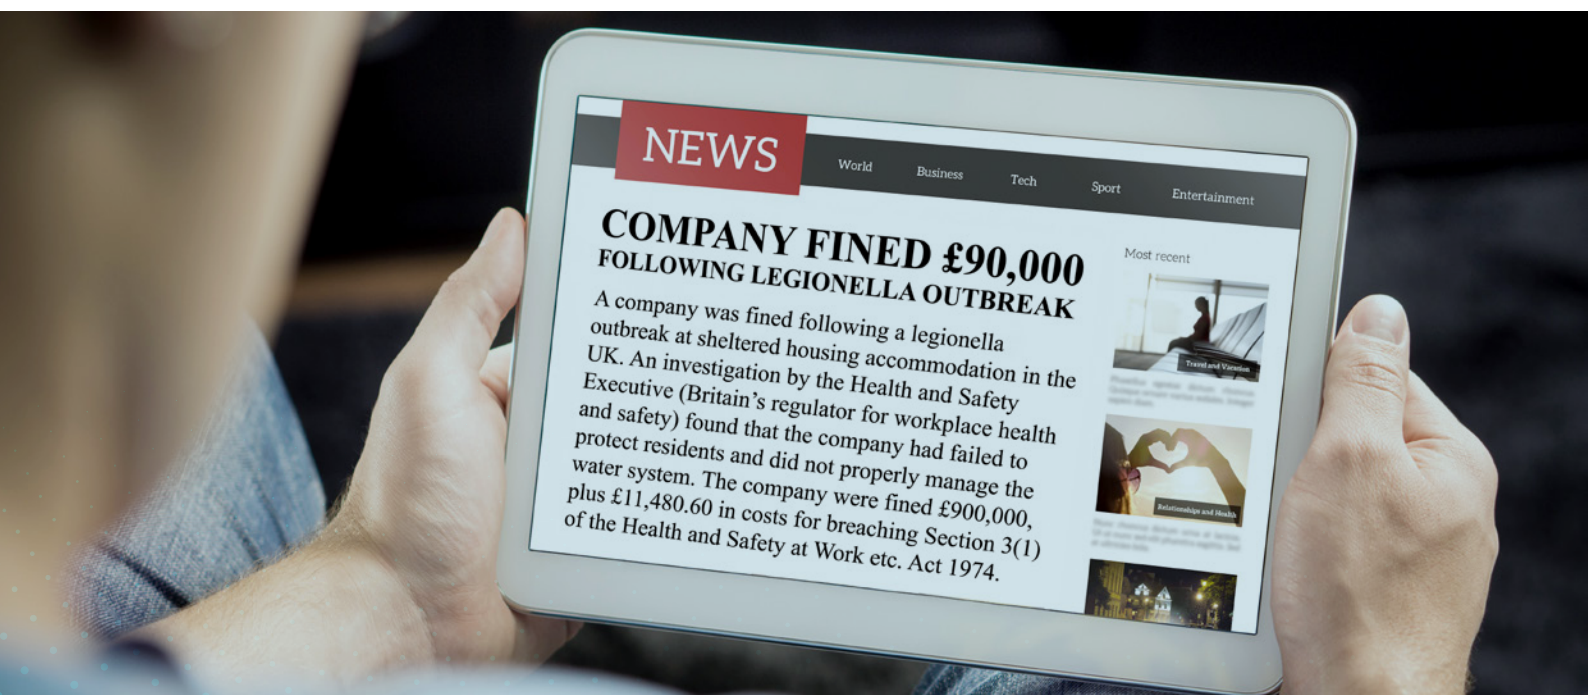 NEWS
World Business Tech Sport Entertainment
COMPANY FINED £90,000
FOLLOWING LEGIONELLA OUTBREAK
A company was fined following a legionella
outbreak at sheltered housing accommodation in the
UK. An investigation by the Health and Safety
Executive (Britain's regulator for workplace health
and safety) found that the company had failed to
protect residents and did not properly manage the
water system. The company were fined £900,000,
plus £11,480.60 in costs for breaching Section 3(1)
of the Health and Safety at Work etc. Act 1974.
Most recent
Travel and Vacation
Relationships and Health